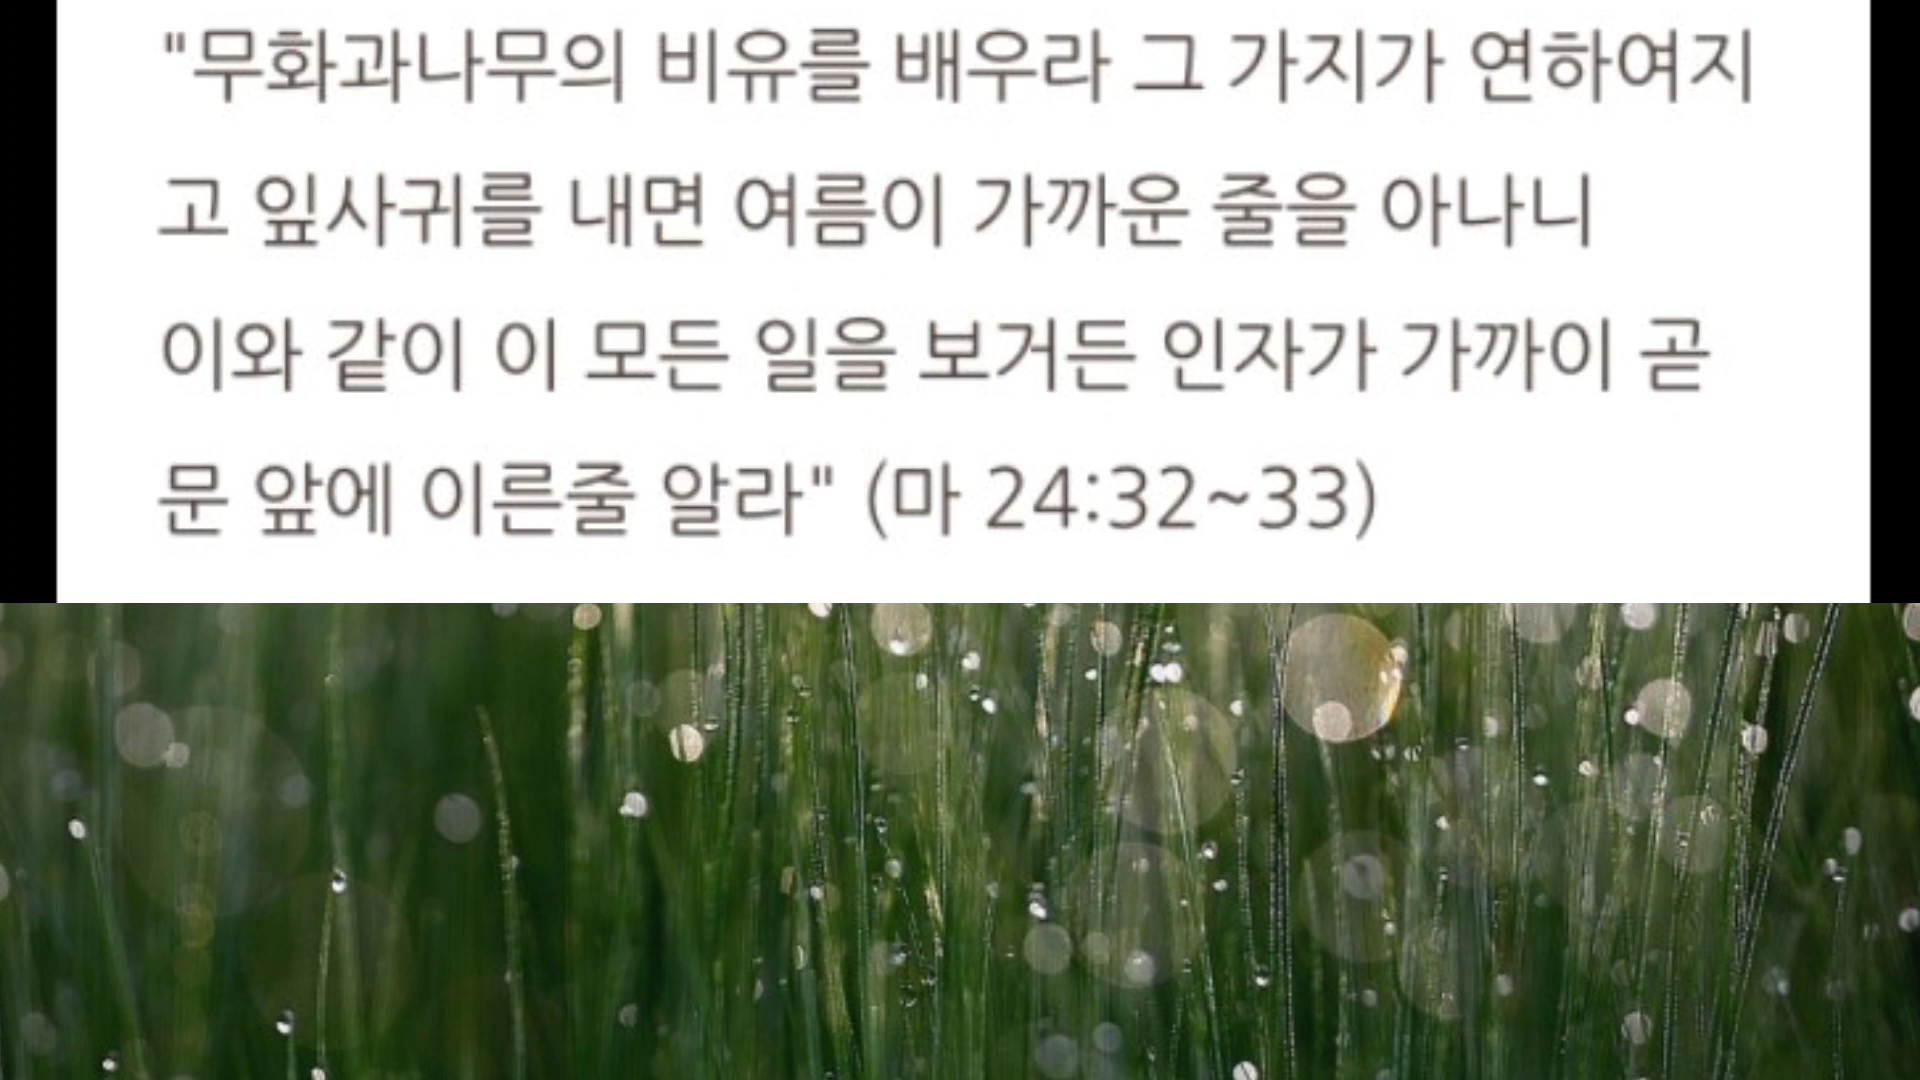 "무화과나무의 비유를 배우라 그 가지가 연하여지
고 잎사귀를 내면 여름이 가까운 줄을 아나니
이와 같이 이 모든 일을 보거든 인자가 가까이 곧
문 앞에 이른줄 알라" (마 24:32~33)